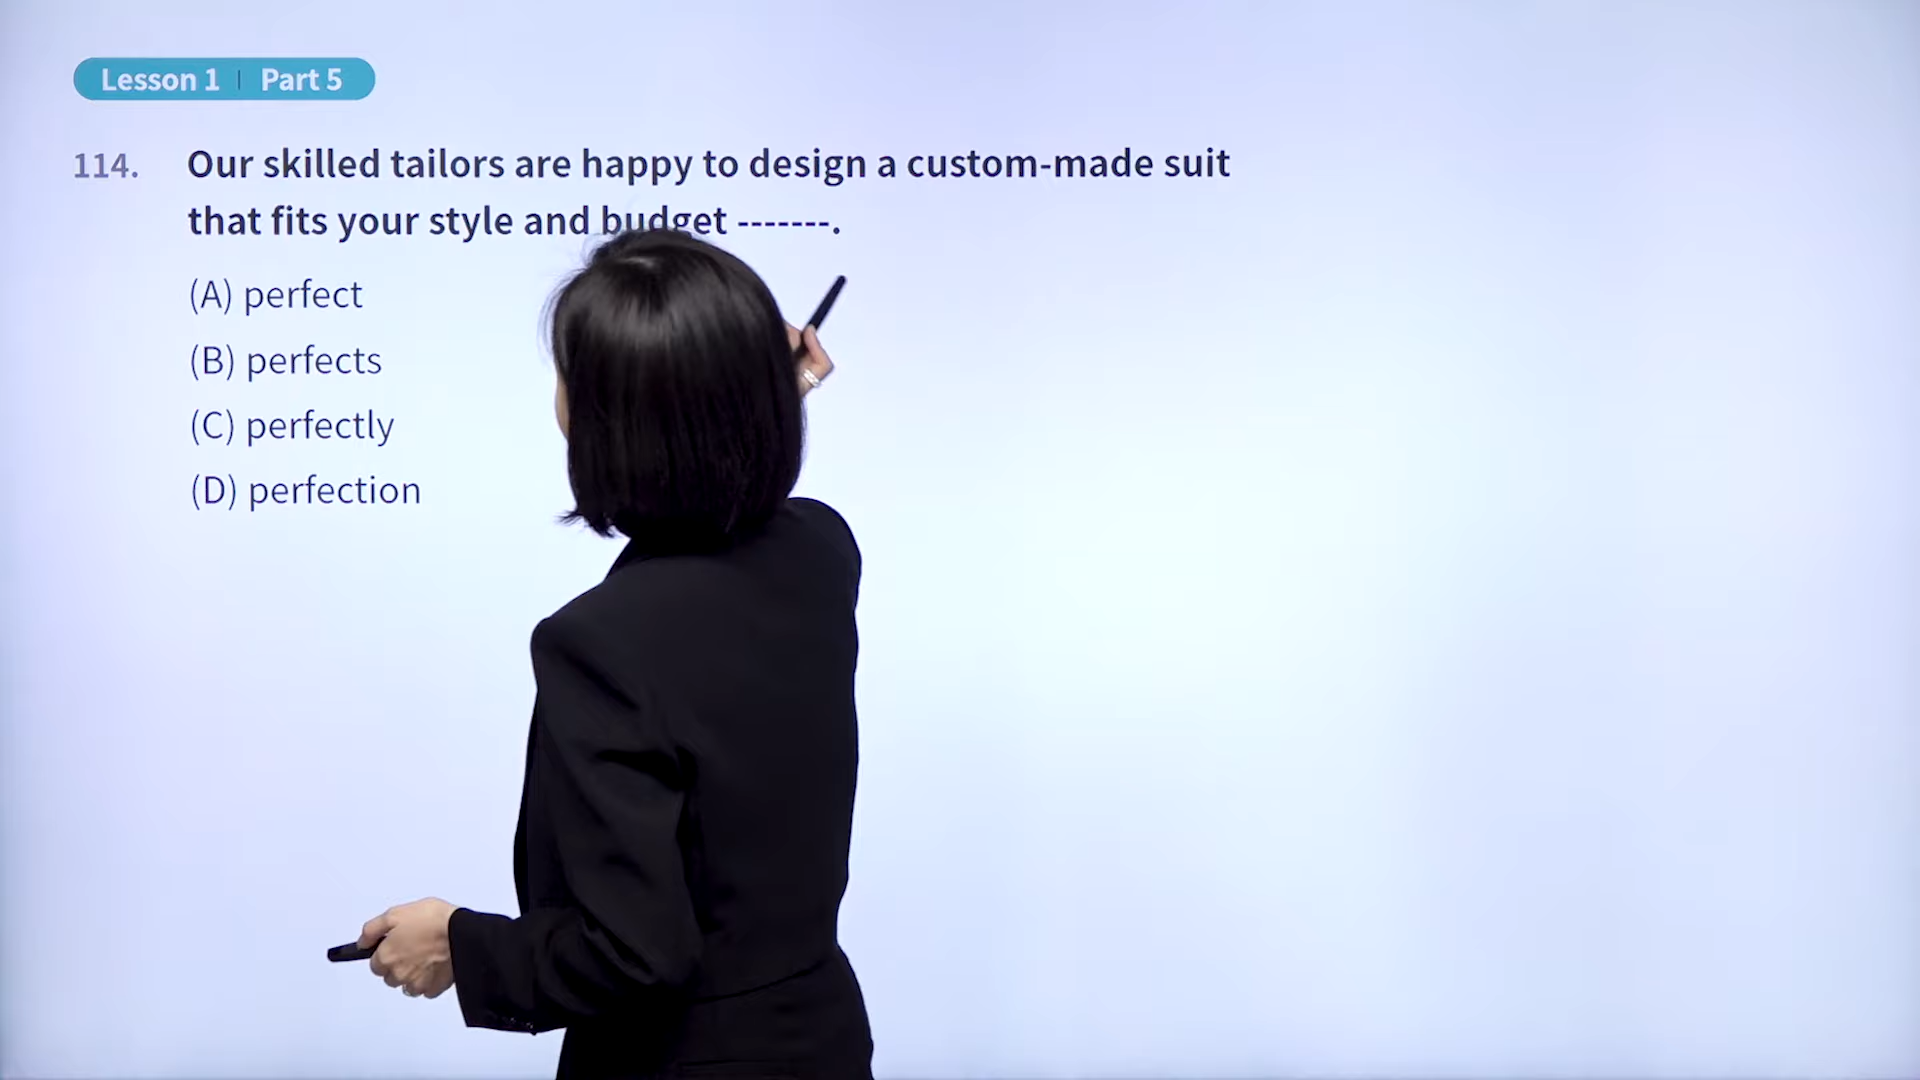 Lesson 1 | Part 5
114. Our skilled tailors are happy to design a custom-made suit
that fits your style and budget -------.
(A) perfect
(B) perfects
(C) perfectly
(D) perfection